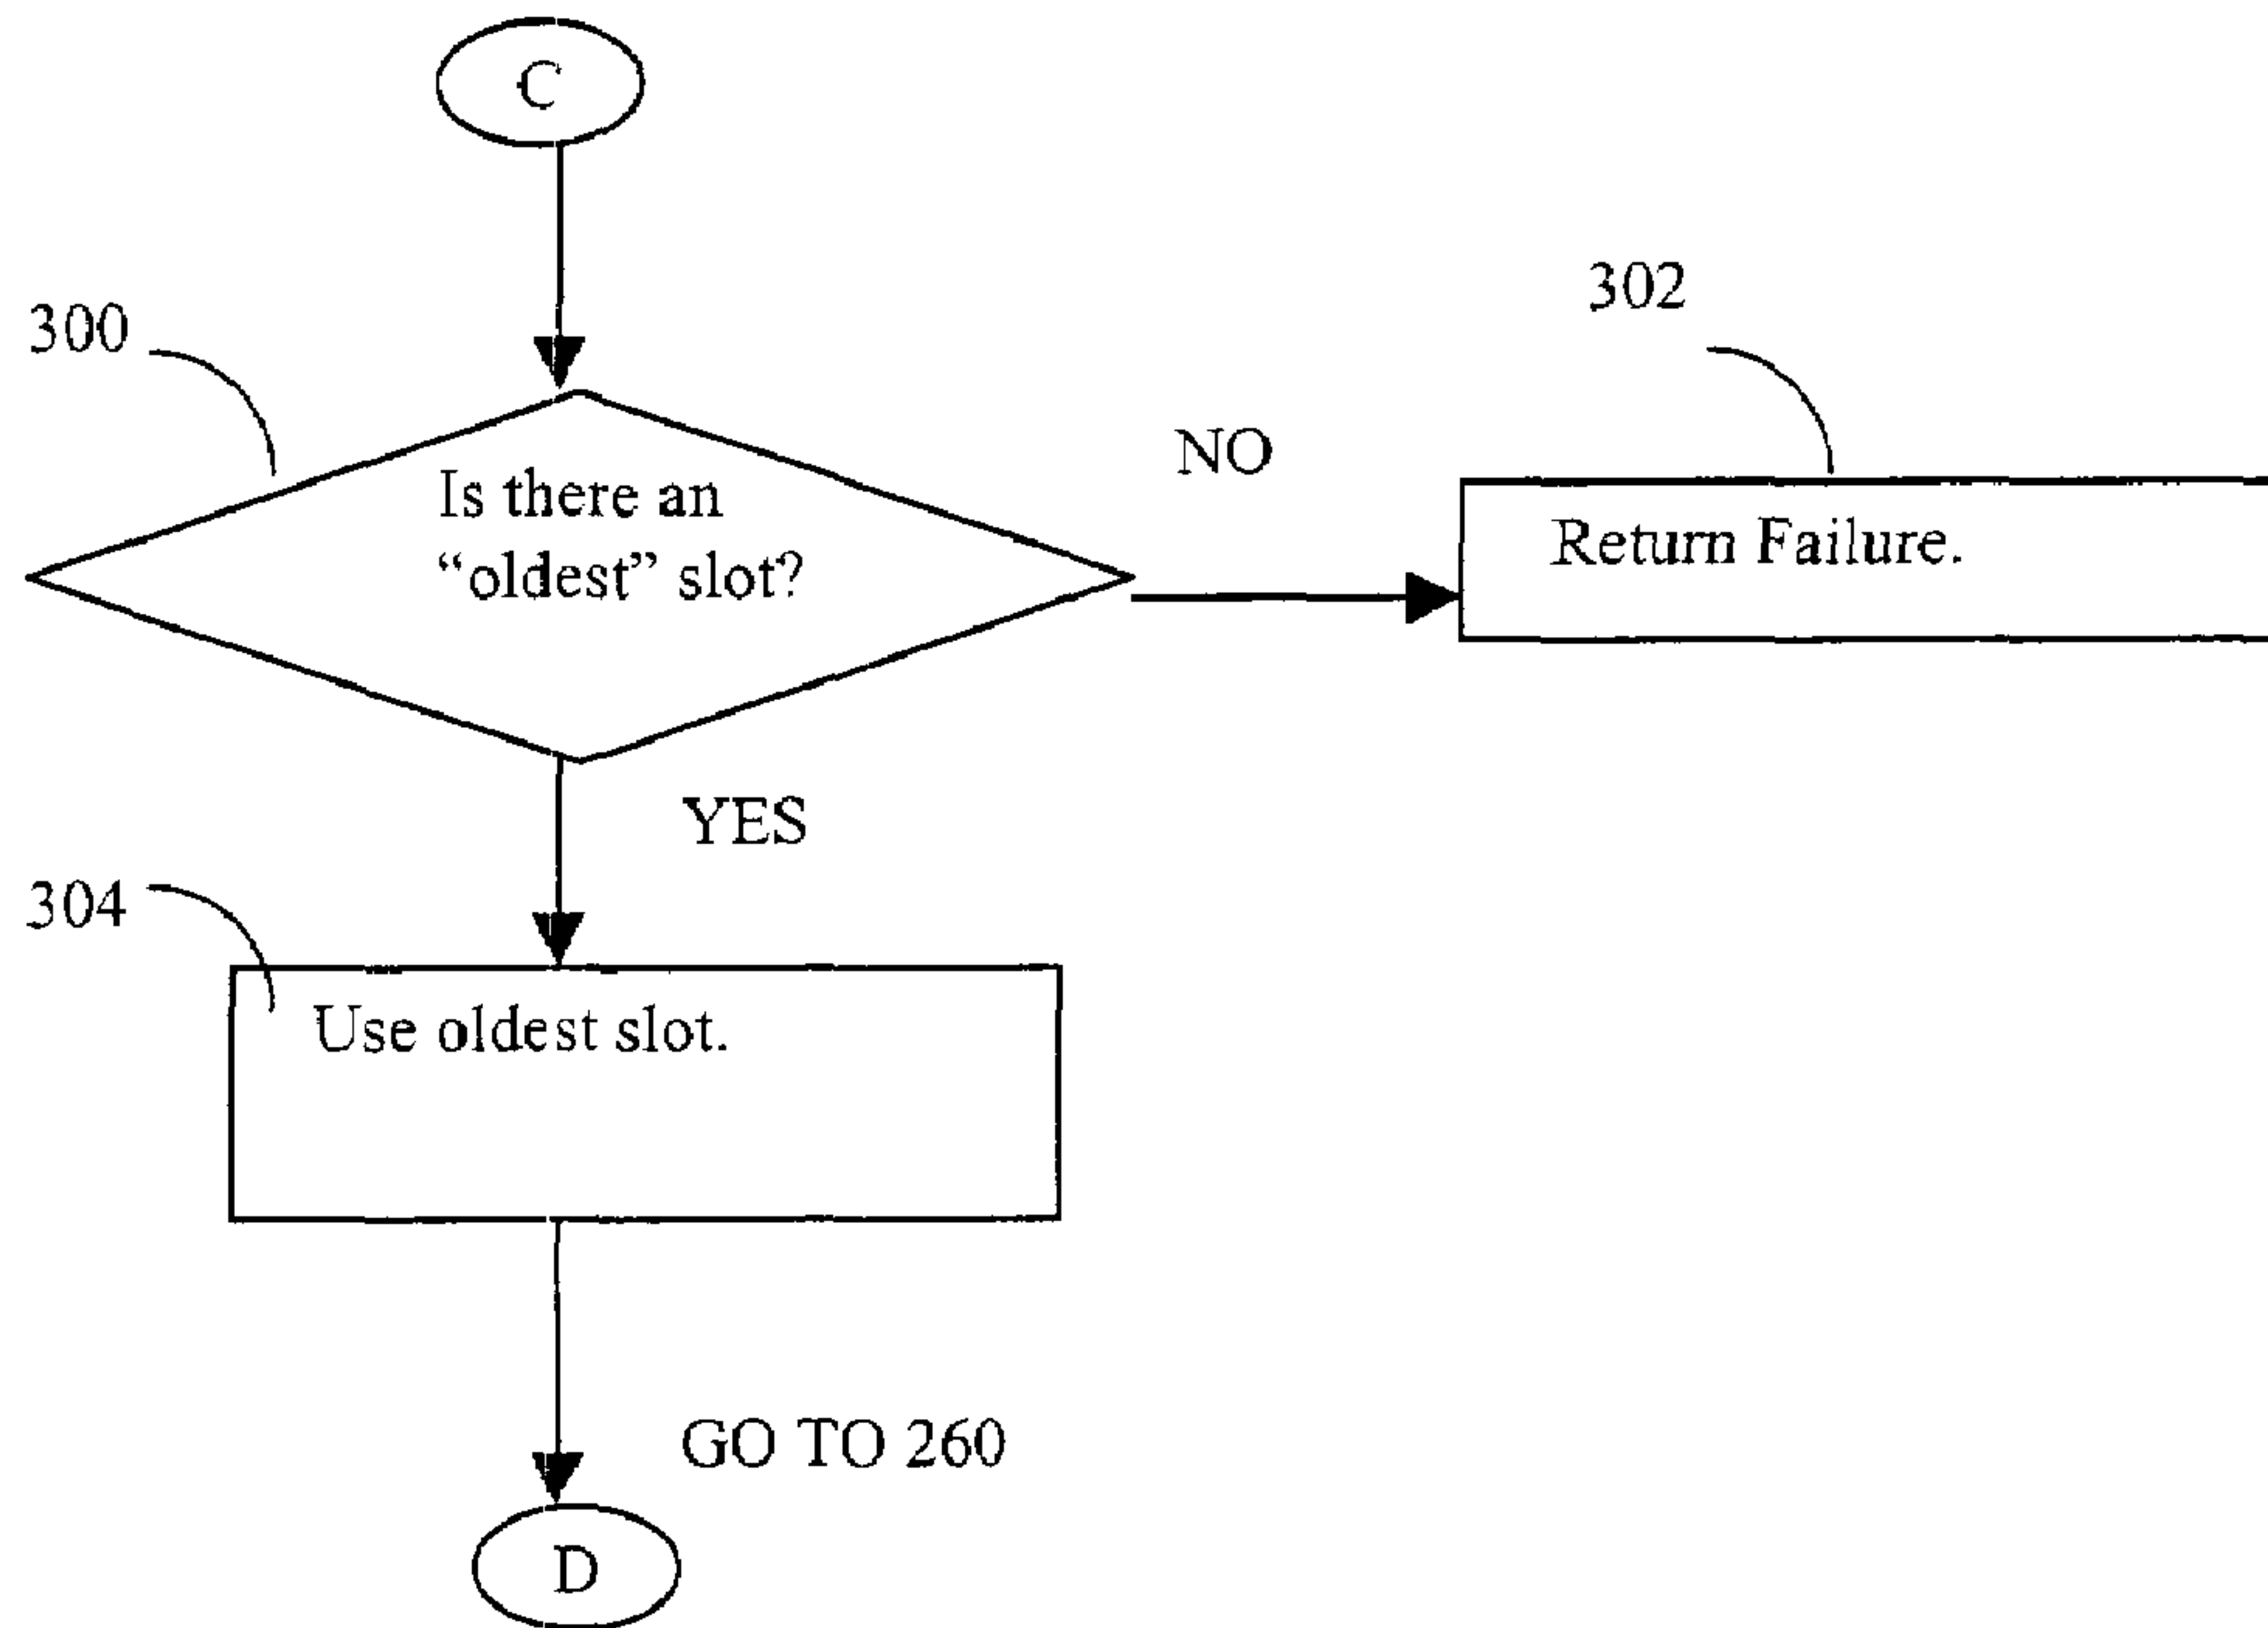 C
300
302
NO
Is there an
“oldest” slot?
Return Failure.
YES
304
Use oldest slot.
GO TO 260
D